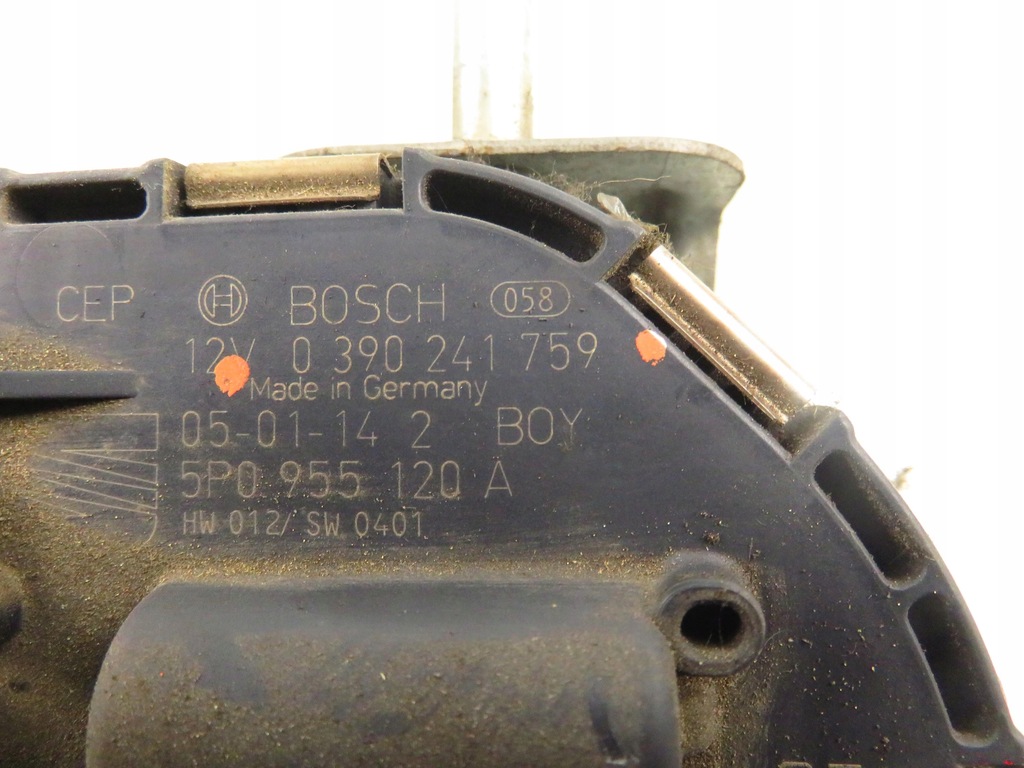 CEP BOSCH 058
12V 0 390 241 759
Made in Germany
05-01-14 2 BOY
5P0 955 120 A
HW 012/ SW 0401